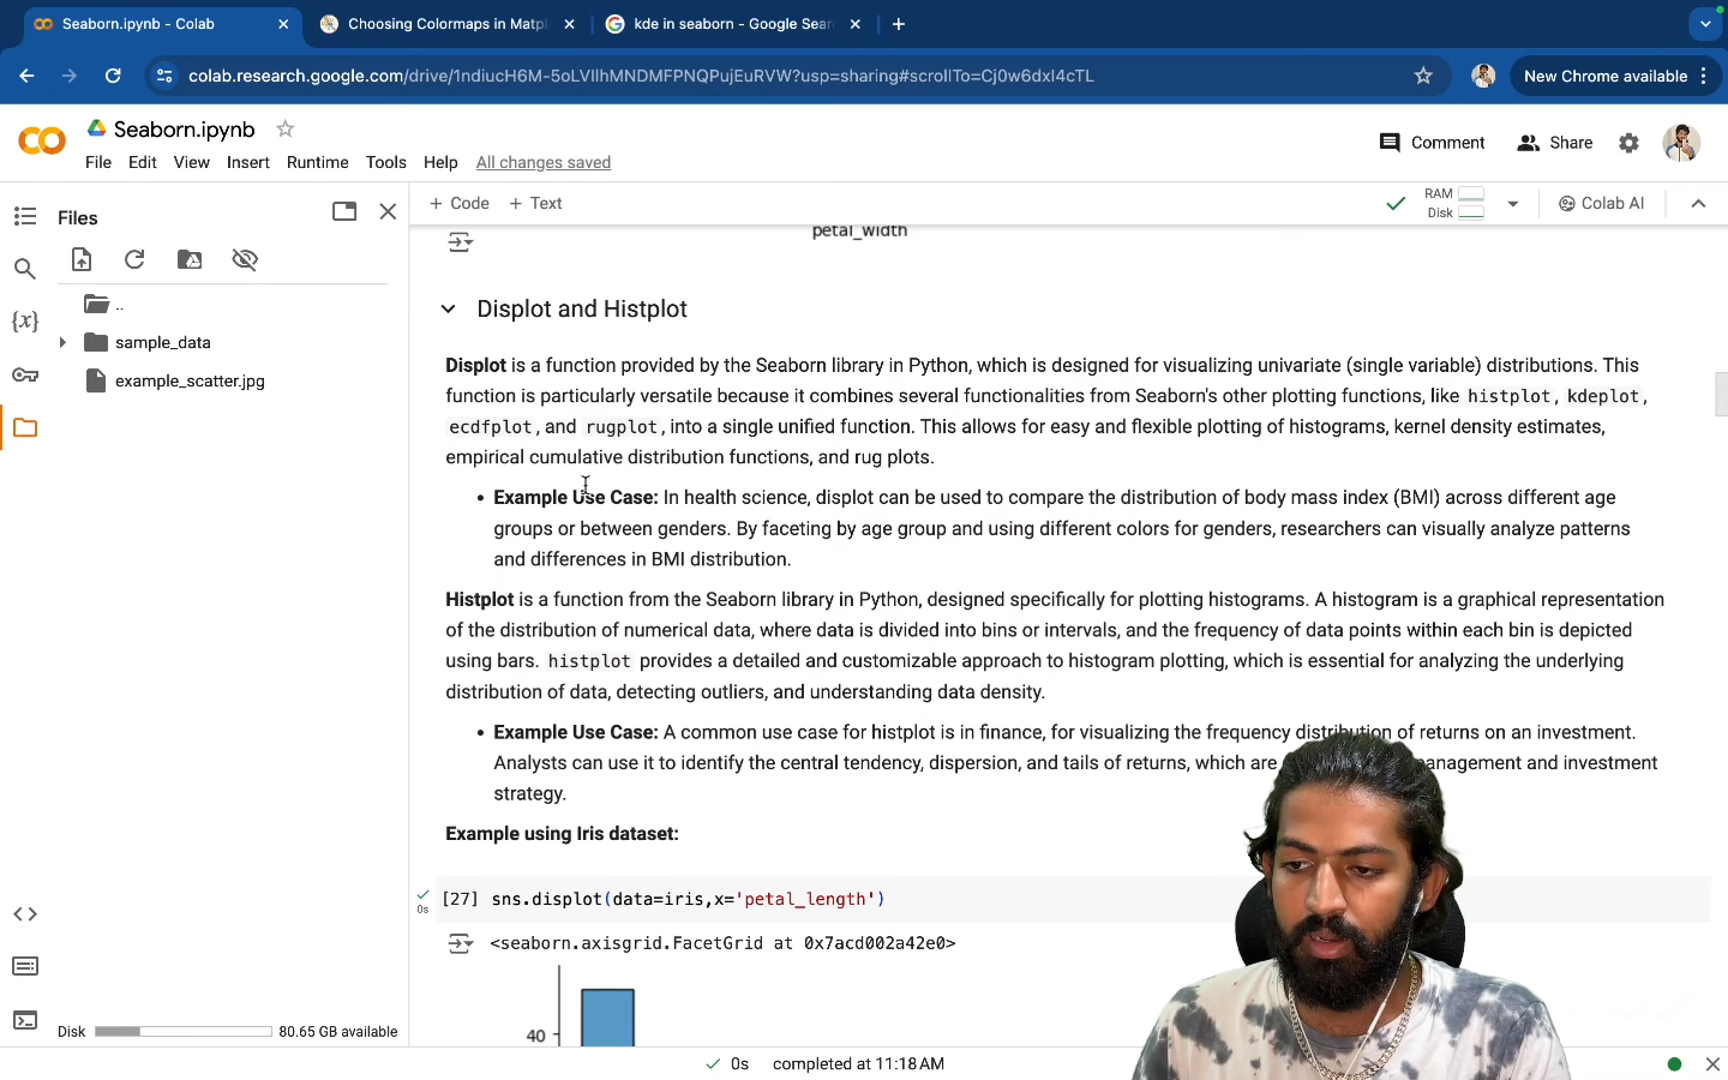 Seaborn.ipynb - Colab
Choosing Colormaps in Matpl
kde in seaborn - Google Sear
colab.research.google.com/drive/1ndiucH6M-5oLVIlhMNDMFPNQPujEuRVW?usp=sharing#scrollTo=Cj0w6dxI4cTL
New Chrome available
Seaborn.ipynb
File Edit View Insert Runtime Tools Help All changes saved
Comment Share
Files
+ Code + Text
RAM
Disk
Colab AI
..
sample_data
example_scatter.jpg
{x}
petal_width
Displot and Histplot
Displot is a function provided by the Seaborn library in Python, which is designed for visualizing univariate (single variable) distributions. This
function is particularly versatile because it combines several functionalities from Seaborn's other plotting functions, like histplot, kdeplot,
ecdfplot, and rugplot, into a single unified function. This allows for easy and flexible plotting of histograms, kernel density estimates,
empirical cumulative distribution functions, and rug plots.
• Example Use Case: In health science, displot can be used to compare the distribution of body mass index (BMI) across different age
groups or between genders. By faceting by age group and using different colors for genders, researchers can visually analyze patterns
and differences in BMI distribution.
Histplot is a function from the Seaborn library in Python, designed specifically for plotting histograms. A histogram is a graphical representation
of the distribution of numerical data, where data is divided into bins or intervals, and the frequency of data points within each bin is depicted
using bars. histplot provides a detailed and customizable approach to histogram plotting, which is essential for analyzing the underlying
distribution of data, detecting outliers, and understanding data density.
• Example Use Case: A common use case for histplot is in finance, for visualizing the frequency distribution of returns on an investment.
Analysts can use it to identify the central tendency, dispersion, and tails of returns, which are anagement and investment
strategy.
Example using Iris dataset:
[27] sns.displot(data=iris,x='petal_length')
0s
<seaborn.axisgrid.FacetGrid at 0x7acd002a42e0>
40
Disk 80.65 GB available
0s completed at 11:18 AM